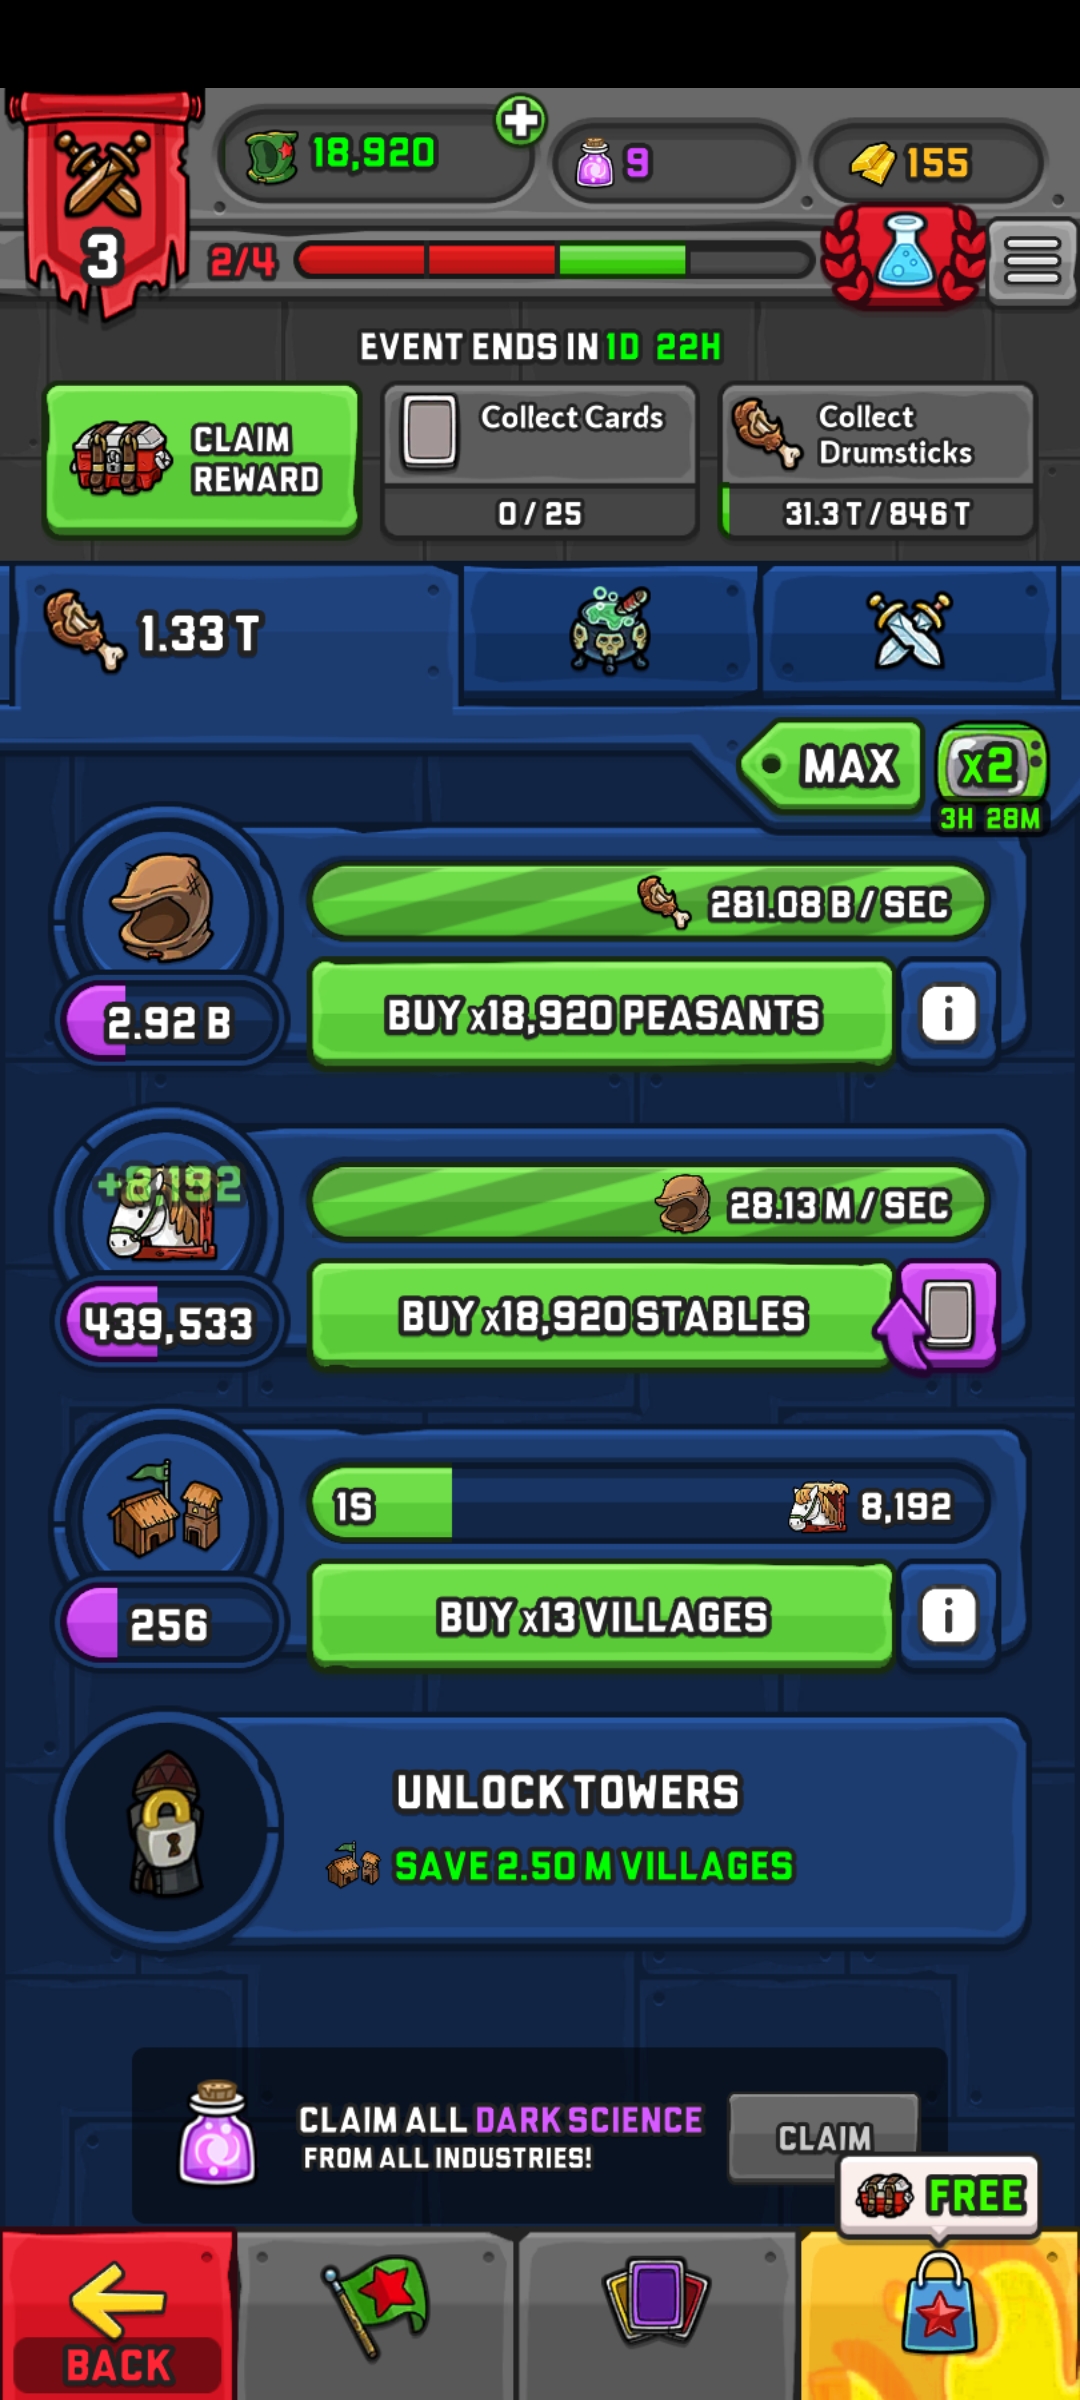 18,920
9
155
3
2/4
EVENT ENDS IN 1D 22H
CLAIM
REWARD
Collect Cards
0 / 25
Collect
Drumsticks
31.3 T / 846 T
1.33 T
MAX
x2
3H 28M
281.08 B / SEC
2.92 B
BUY x18,920 PEASANTS
i
+8,192
28.13 M / SEC
439,533
BUY x18,920 STABLES
1S
8,192
256
BUY x13 VILLAGES
i
UNLOCK TOWERS
SAVE 2.50 M VILLAGES
CLAIM ALL DARK SCIENCE
FROM ALL INDUSTRIES!
CLAIM
FREE
BACK